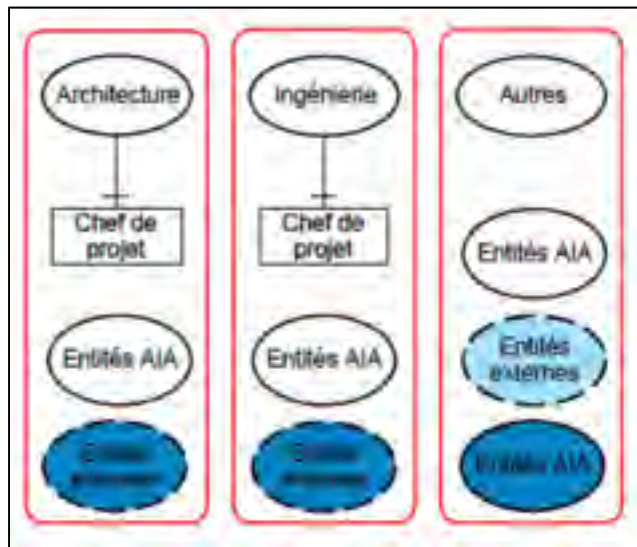 Architecture
Chef de
projet
Entités AIA
Ingénierie
Chef de
projet
Entités AIA
Autres
Entités AIA
Entités
externes
Entités AIA